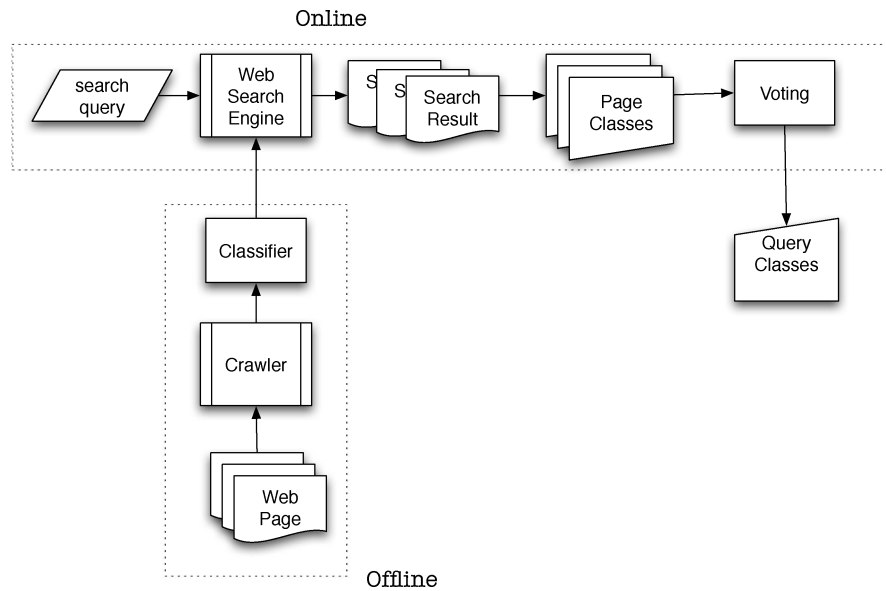 Online
search
query
Web
Search
Engine
S
S
Search
Result
Page
Classes
Voting
Query
Classes
Classifier
Crawler
Web
Page
Offline